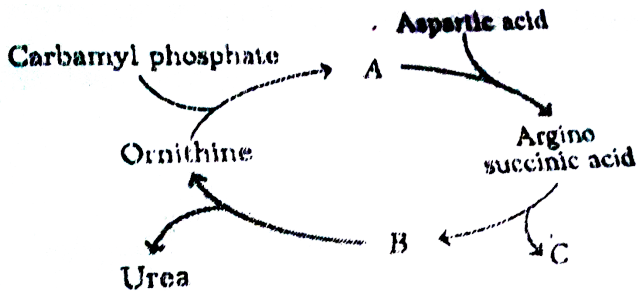 Aspartic acid
Carbamyl phosphate
A
Ornithine
Argino
succinic acid
B
C
Urea